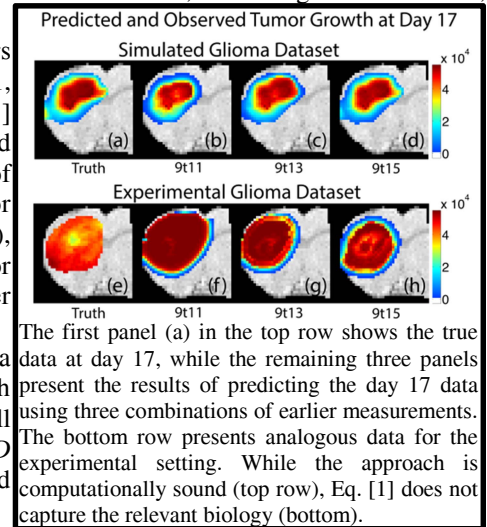 Predicted and Observed Tumor Growth at Day 17
Simulated Glioma Dataset
x 10⁴
4
2
0
(a) (b) (c) (d)
Truth 9t11 9t13 9t15
Experimental Glioma Dataset
x 10⁴
4
2
0
(e) (f) (g) (h)
Truth 9t11 9t13 9t15
The first panel (a) in the top row shows the true
data at day 17, while the remaining three panels
present the results of predicting the day 17 data
using three combinations of earlier measurements.
The bottom row presents analogous data for the
experimental setting. While the approach is
computationally sound (top row), Eq. [1] does not
capture the relevant biology (bottom).